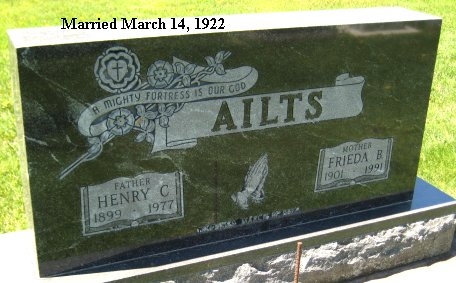 Married March 14, 1922
A MIGHTY FORTRESS IS OUR GOD
AILTS
FATHER
HENRY C.
1899 - 1977
MOTHER
FRIEDA B.
1901 - 1991